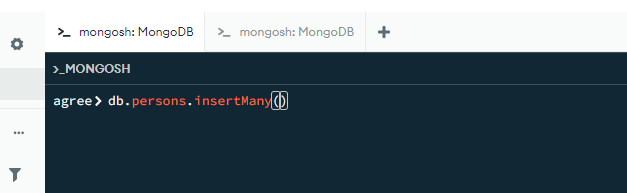 >_ mongosh: MongoDB >_ mongosh: MongoDB +
>_MONGOSH
agree> db.persons.insertMany()
...